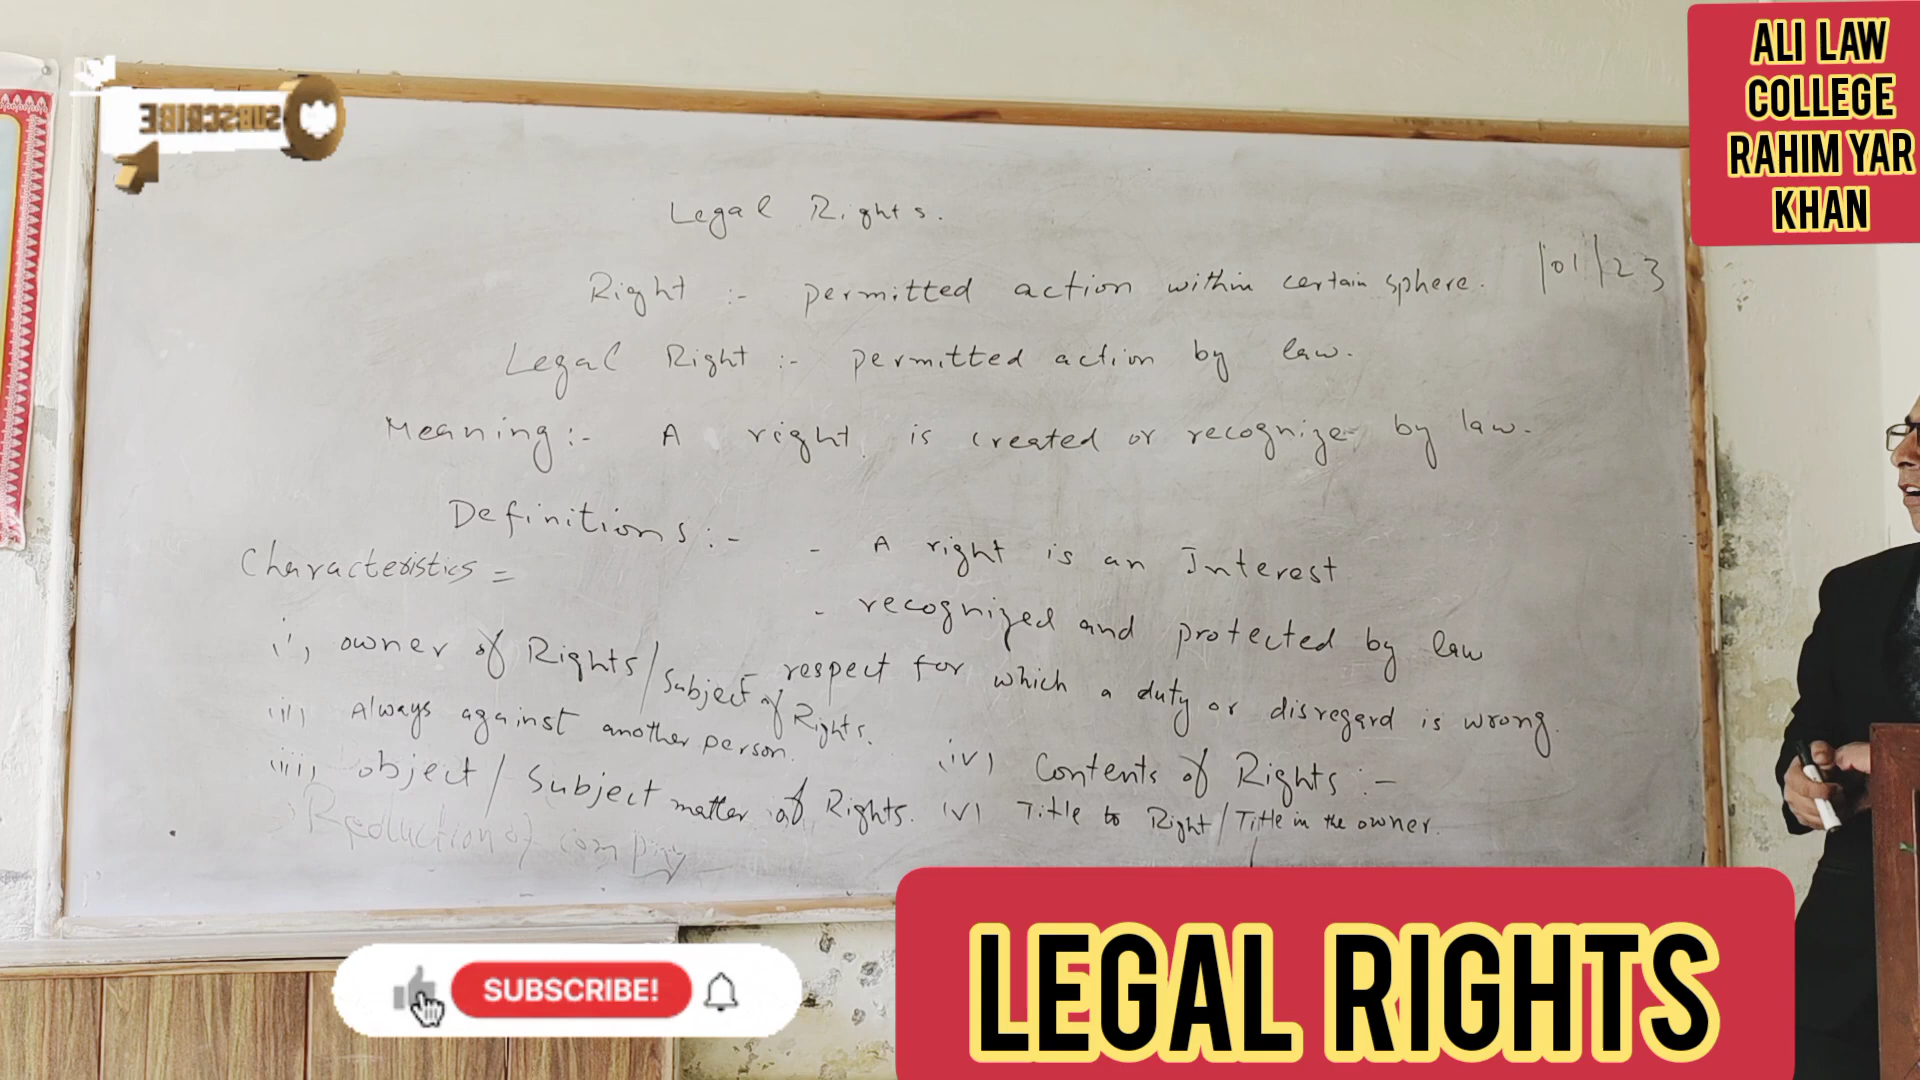 ALI LAW
COLLEGE
RAHIM YAR
KHAN
SUBSCRIBE
Legal Rights.
Right :- permitted action within certain sphere. /01/23
Legal Right :- permitted action by law.
Meaning :- A right is created or recognize by law.
Definitions :- - A right is an Interest
- recognized and protected by law
respect for which a duty or disregard is wrong.
Characteristics =
(i) owner of Rights/Subject of Rights.
(ii) Always against another person.
(iii) object / Subject matter of Rights.
(iv) Contents of Rights :-
(v) Title to Right/Title in the owner.
Reduction of
SUBSCRIBE!
LEGAL RIGHTS